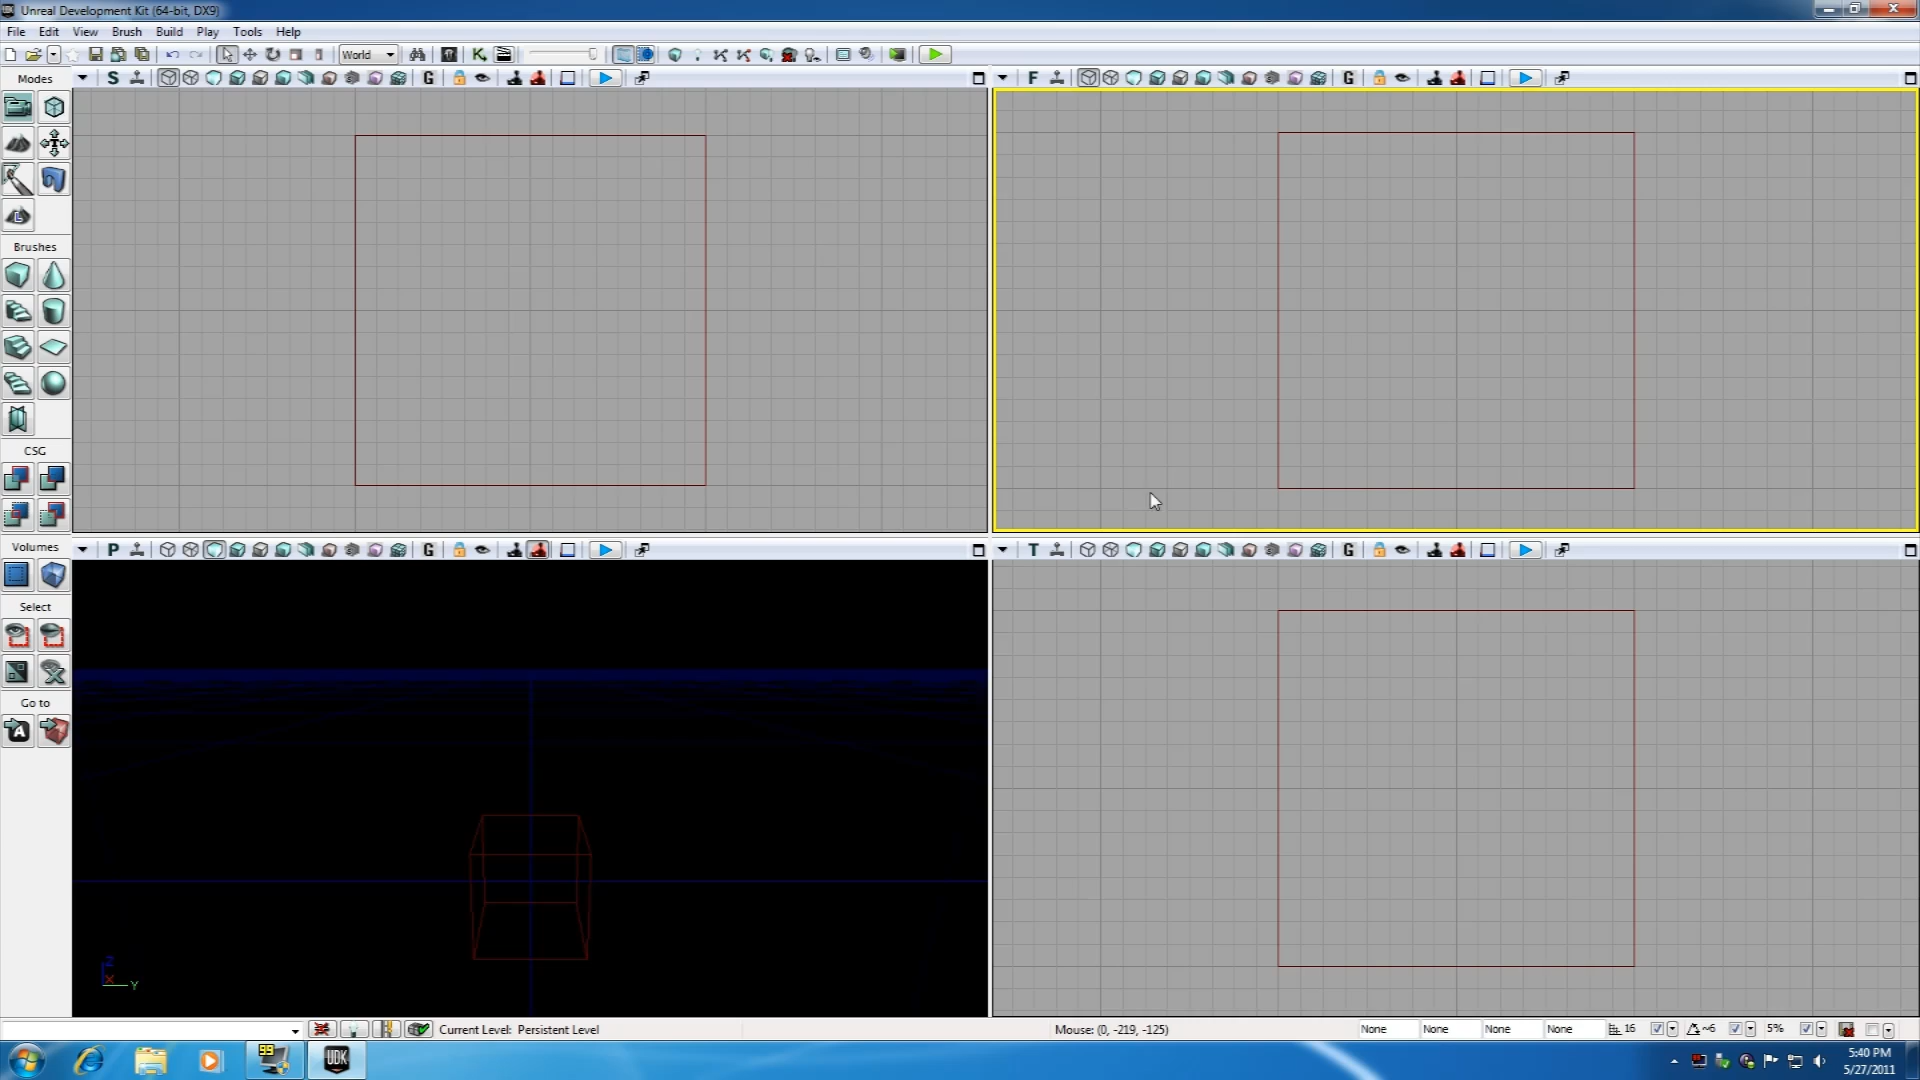 Unreal Development Kit (64-bit, DX9)
File Edit View Brush Build Play Tools Help
World
Modes
S G
F G
Brushes
CSG
Volumes
P G
T G
Select
Go to
A
Z
X
Y
Current Level: Persistent Level
Mouse: (0, -219, -125)
None None None None 16 ~6 5%
99
UDK
5:40 PM
5/27/2011